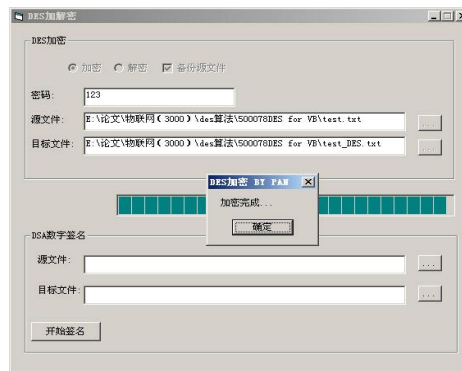 DES加解密
DES加密
加密 解密 备份源文件
密码: 123
源文件: E:\论文\物联网(3000)\des算法\500078DES for VB\test.txt ...
目标文件: E:\论文\物联网(3000)\des算法\500078DES for VB\test_DES.txt ...
DES加密 BY PAN
加密完成...
确定
DSA数字签名
源文件: ...
目标文件: ...
开始签名